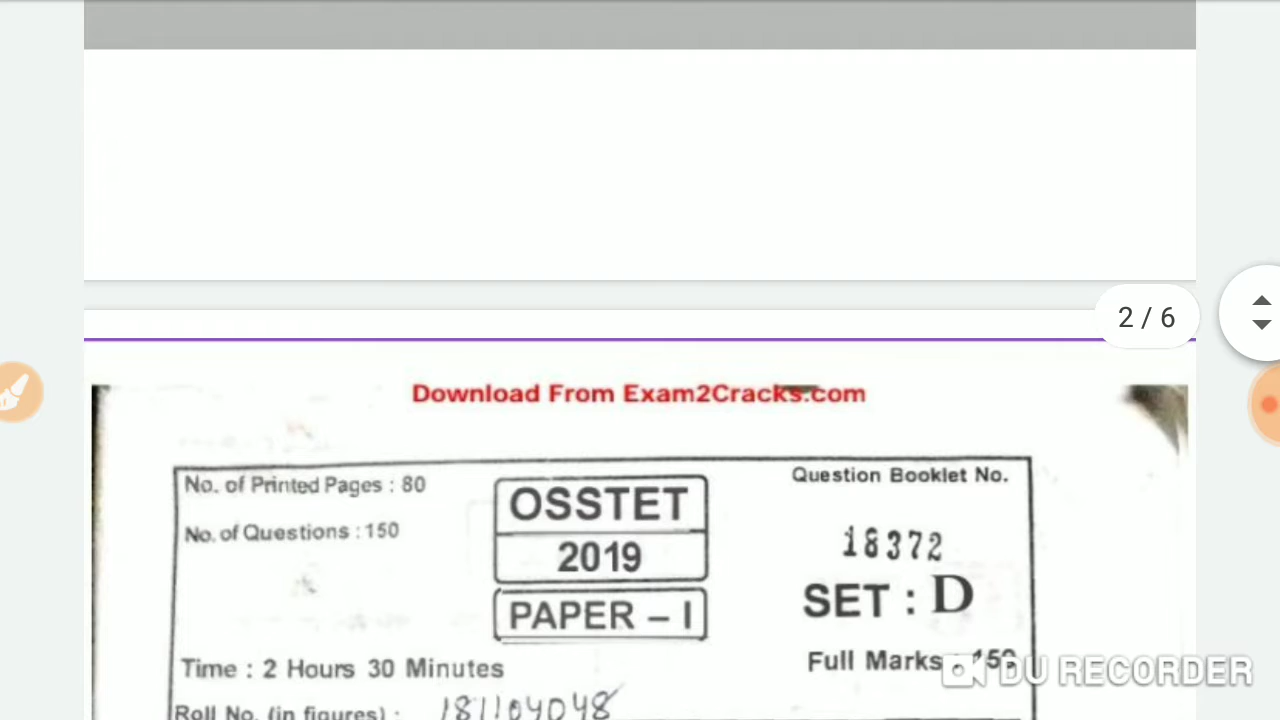 2 / 6
Download From Exam2Cracks.com
No. of Printed Pages : 80
OSSTET
Question Booklet No.
No. of Questions : 150
2019
18372
SET : D
PAPER – I
Time : 2 Hours 30 Minutes
Full Marks : 150
DU RECORDER
Roll No. (in figures) : 181104048